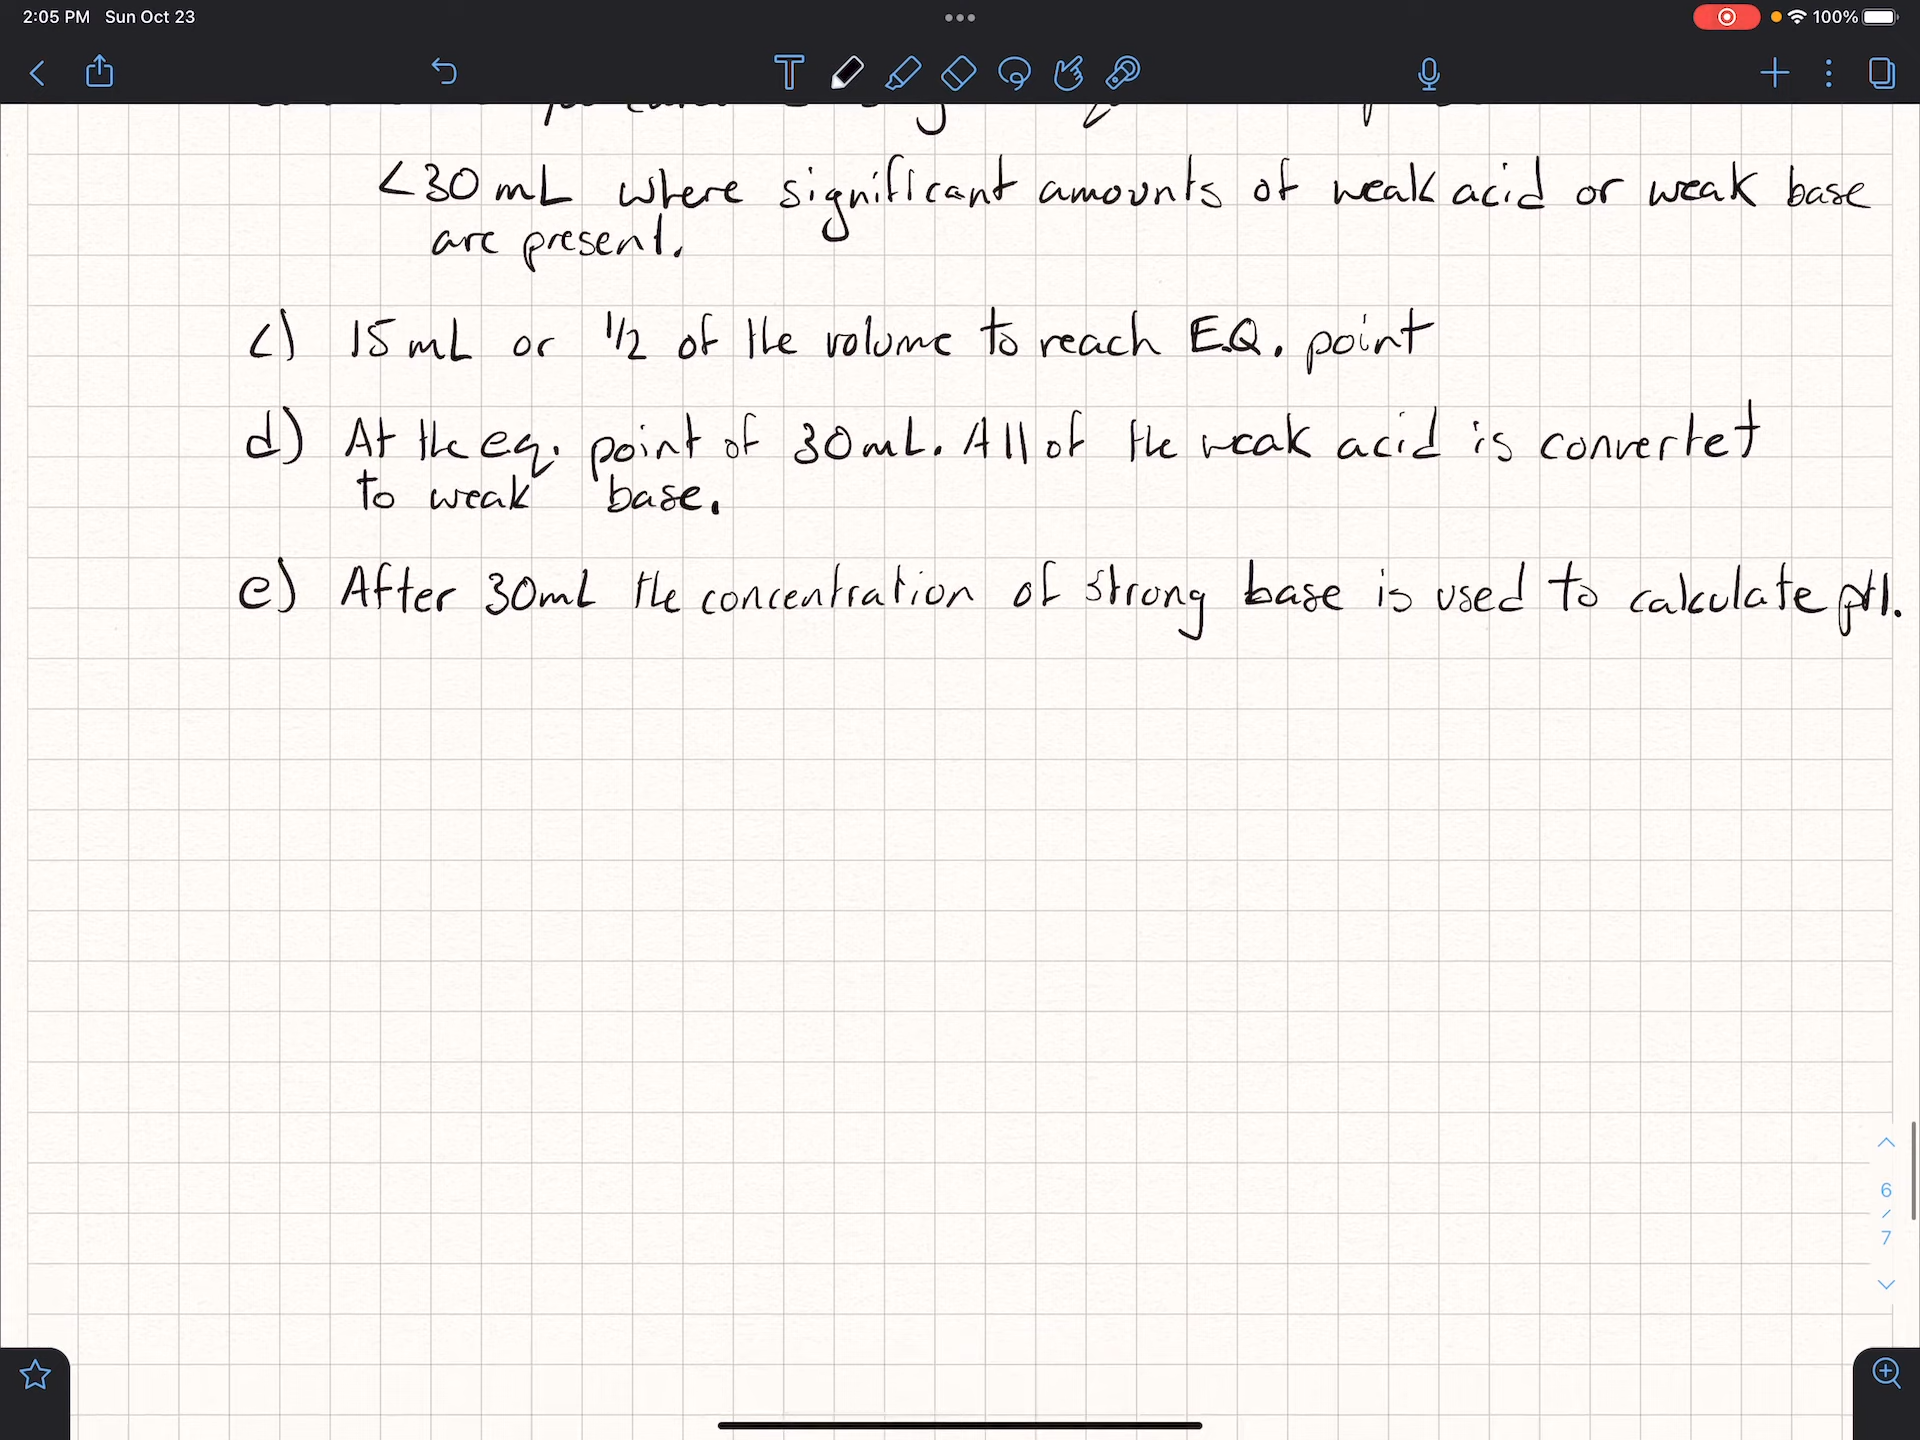 2:05 PM Sun Oct 23
100%
<30 mL where significant amounts of weak acid or weak base
are present.
c) 15 mL or 1/2 of the volume to reach E.Q. point
d) At the eq. point of 30 mL. All of the weak acid is convertet
to weak base.
e) After 30mL the concentration of strong base is used to calculate pH.
6
/
7